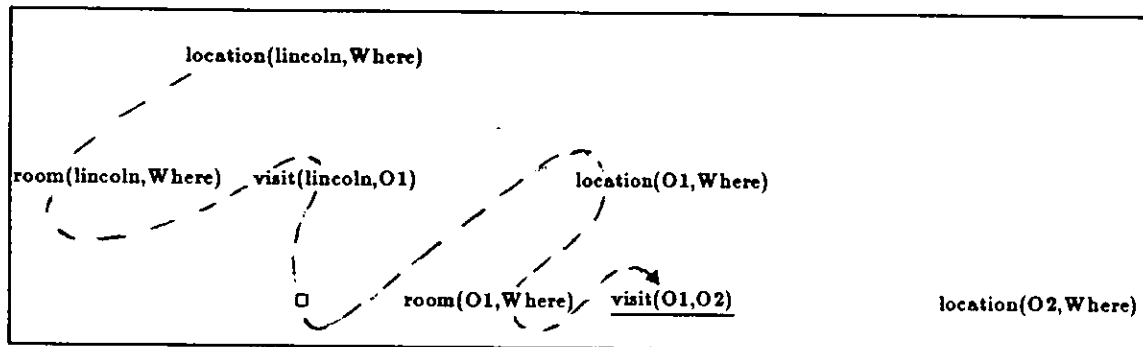 location(lincoln,Where)
room(lincoln,Where) visit(lincoln,O1) location(O1,Where)
room(O1,Where) visit(O1,O2) location(O2,Where)